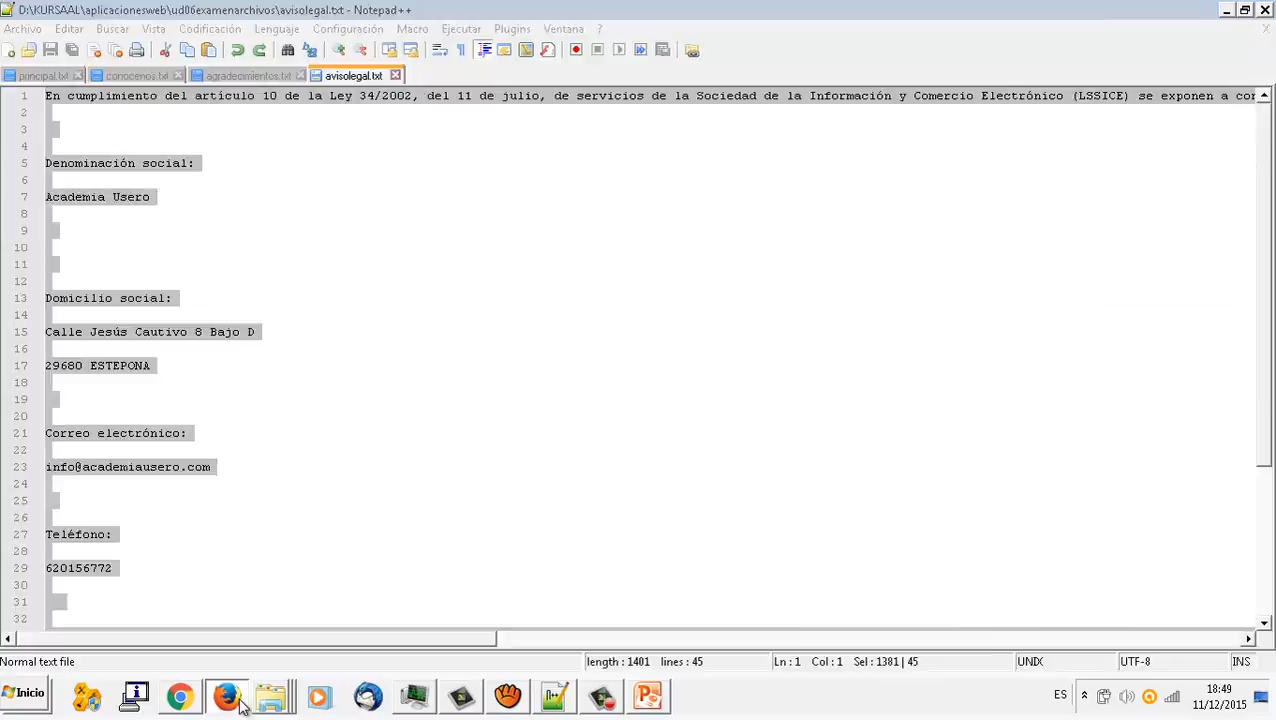 D:\KURSAAL\aplicacionesweb\ud06examenarchivos\avisolegal.txt - Notepad++
Archivo Editar Buscar Vista Codificación Lenguaje Configuración Macro Ejecutar Plugins Ventana ? X
principal.txt conocenos.txt agradecimientos.txt avisolegal.txt
1 En cumplimiento del artículo 10 de la Ley 34/2002, del 11 de julio, de servicios de la Sociedad de la Información y Comercio Electrónico (LSSICE) se exponen a con
2
3
4
5 Denominación social:
6
7 Academia Usero
8
9
10
11
12
13 Domicilio social:
14
15 Calle Jesús Cautivo 8 Bajo D
16
17 29680 ESTEPONA
18
19
20
21 Correo electrónico:
22
23 info@academiausero.com
24
25
26
27 Teléfono:
28
29 620156772
30
31
32
Normal text file length : 1401 lines : 45 Ln : 1 Col : 1 Sel : 1381 | 45 UNIX UTF-8 INS
Inicio ES 18:49
11/12/2015